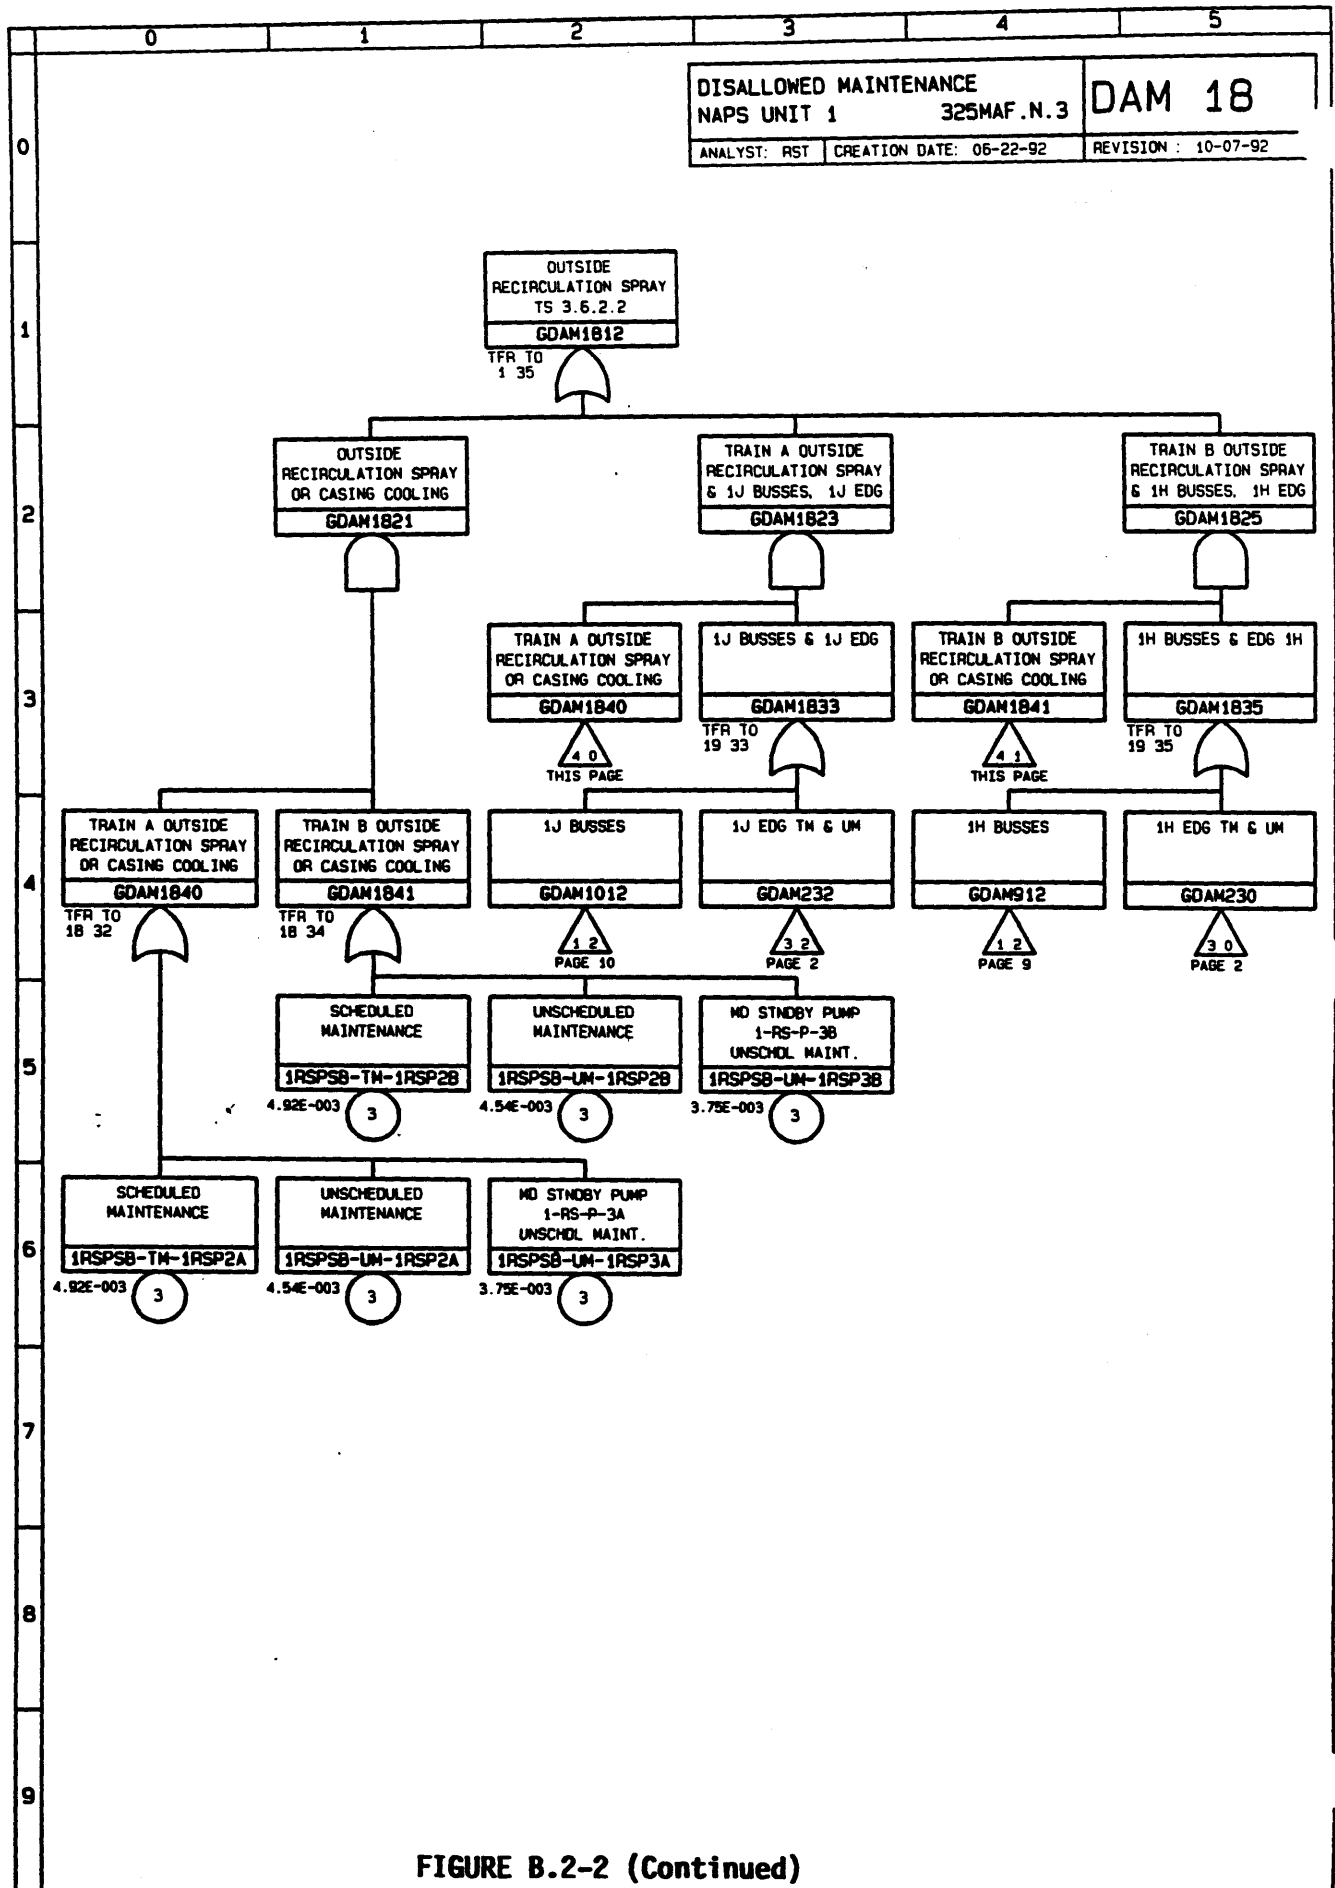 0 1 2 3 4 5
DISALLOWED MAINTENANCE
NAPS UNIT 1 325MAF.N.3
DAM 18
ANALYST: RST CREATION DATE: 06-22-92 REVISION : 10-07-92
0
OUTSIDE
RECIRCULATION SPRAY
TS 3.6.2.2
GDAM1812
TFR TO
1 35
1
OUTSIDE
RECIRCULATION SPRAY
OR CASING COOLING
GDAM1821
TRAIN A OUTSIDE
RECIRCULATION SPRAY
& 1J BUSSES, 1J EDG
GDAM1823
TRAIN B OUTSIDE
RECIRCULATION SPRAY
& 1H BUSSES, 1H EDG
GDAM1825
2
TRAIN A OUTSIDE
RECIRCULATION SPRAY
OR CASING COOLING
GDAM1840
4 0
THIS PAGE
1J BUSSES & 1J EDG
GDAM1833
TFR TO
19 33
TRAIN B OUTSIDE
RECIRCULATION SPRAY
OR CASING COOLING
GDAM1841
4 1
THIS PAGE
1H BUSSES & EDG 1H
GDAM1835
TFR TO
19 35
3
TRAIN A OUTSIDE
RECIRCULATION SPRAY
OR CASING COOLING
GDAM1840
TFR TO
18 32
TRAIN B OUTSIDE
RECIRCULATION SPRAY
OR CASING COOLING
GDAM1841
TFR TO
18 34
1J BUSSES
GDAM1012
1 2
PAGE 10
1J EDG TM & UM
GDAM232
3 2
PAGE 2
1H BUSSES
GDAM912
1 2
PAGE 9
1H EDG TM & UM
GDAM230
3 0
PAGE 2
4
SCHEDULED
MAINTENANCE
1RSPSB-TM-1RSP2B
4.92E-003
3
UNSCHEDULED
MAINTENANCE
1RSPSB-UM-1RSP2B
4.54E-003
3
MD STNDBY PUMP
1-RS-P-3B
UNSCHDL MAINT.
1RSPSB-UM-1RSP3B
3.75E-003
3
5
SCHEDULED
MAINTENANCE
1RSPSB-TM-1RSP2A
4.92E-003
3
UNSCHEDULED
MAINTENANCE
1RSPSB-UM-1RSP2A
4.54E-003
3
MD STNDBY PUMP
1-RS-P-3A
UNSCHDL MAINT.
1RSPSB-UM-1RSP3A
3.75E-003
3
6
7
8
9
FIGURE B.2-2 (Continued)